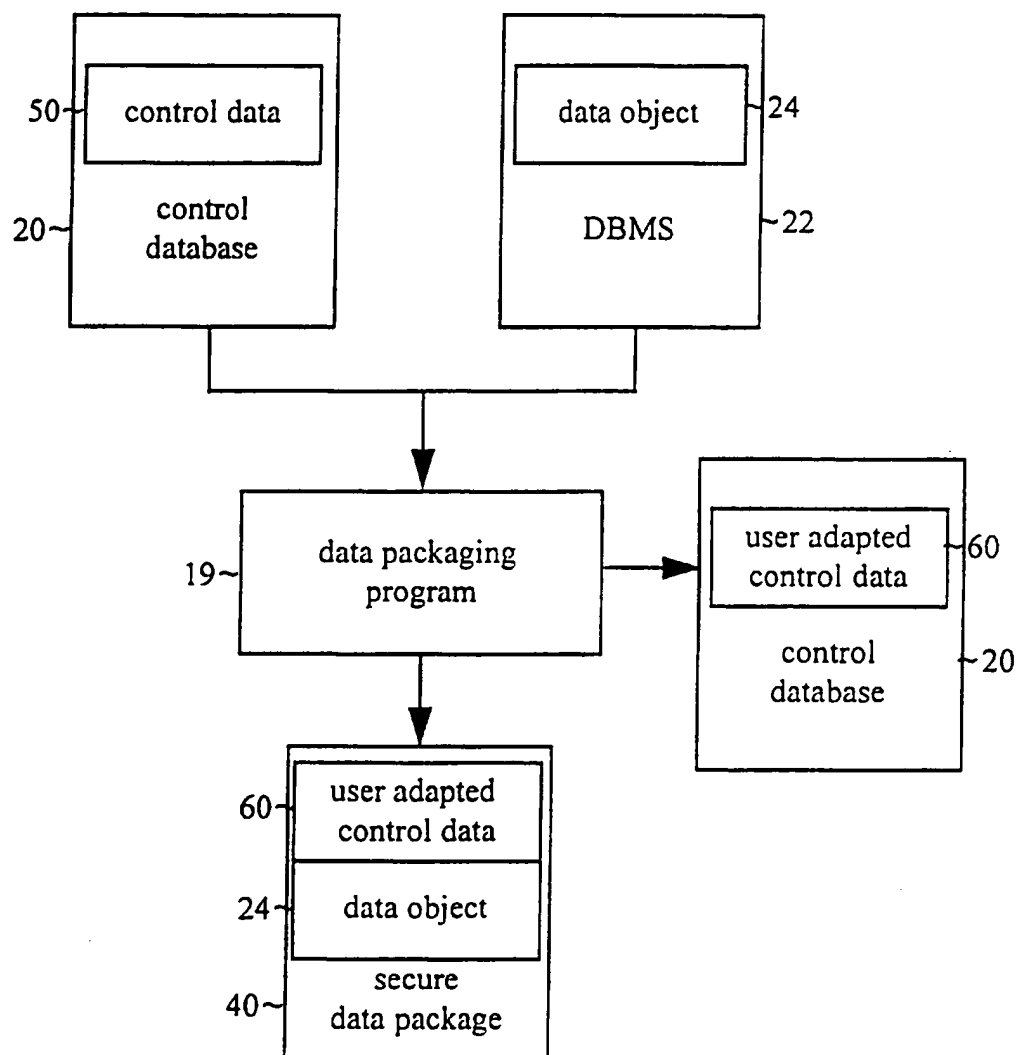 50~ control data
data object ~24
20~ control
database
DBMS ~22
19~ data packaging
program
user adapted ~60
control data
control ~20
database
60~ user adapted
control data
24~ data object
40~ secure
data package